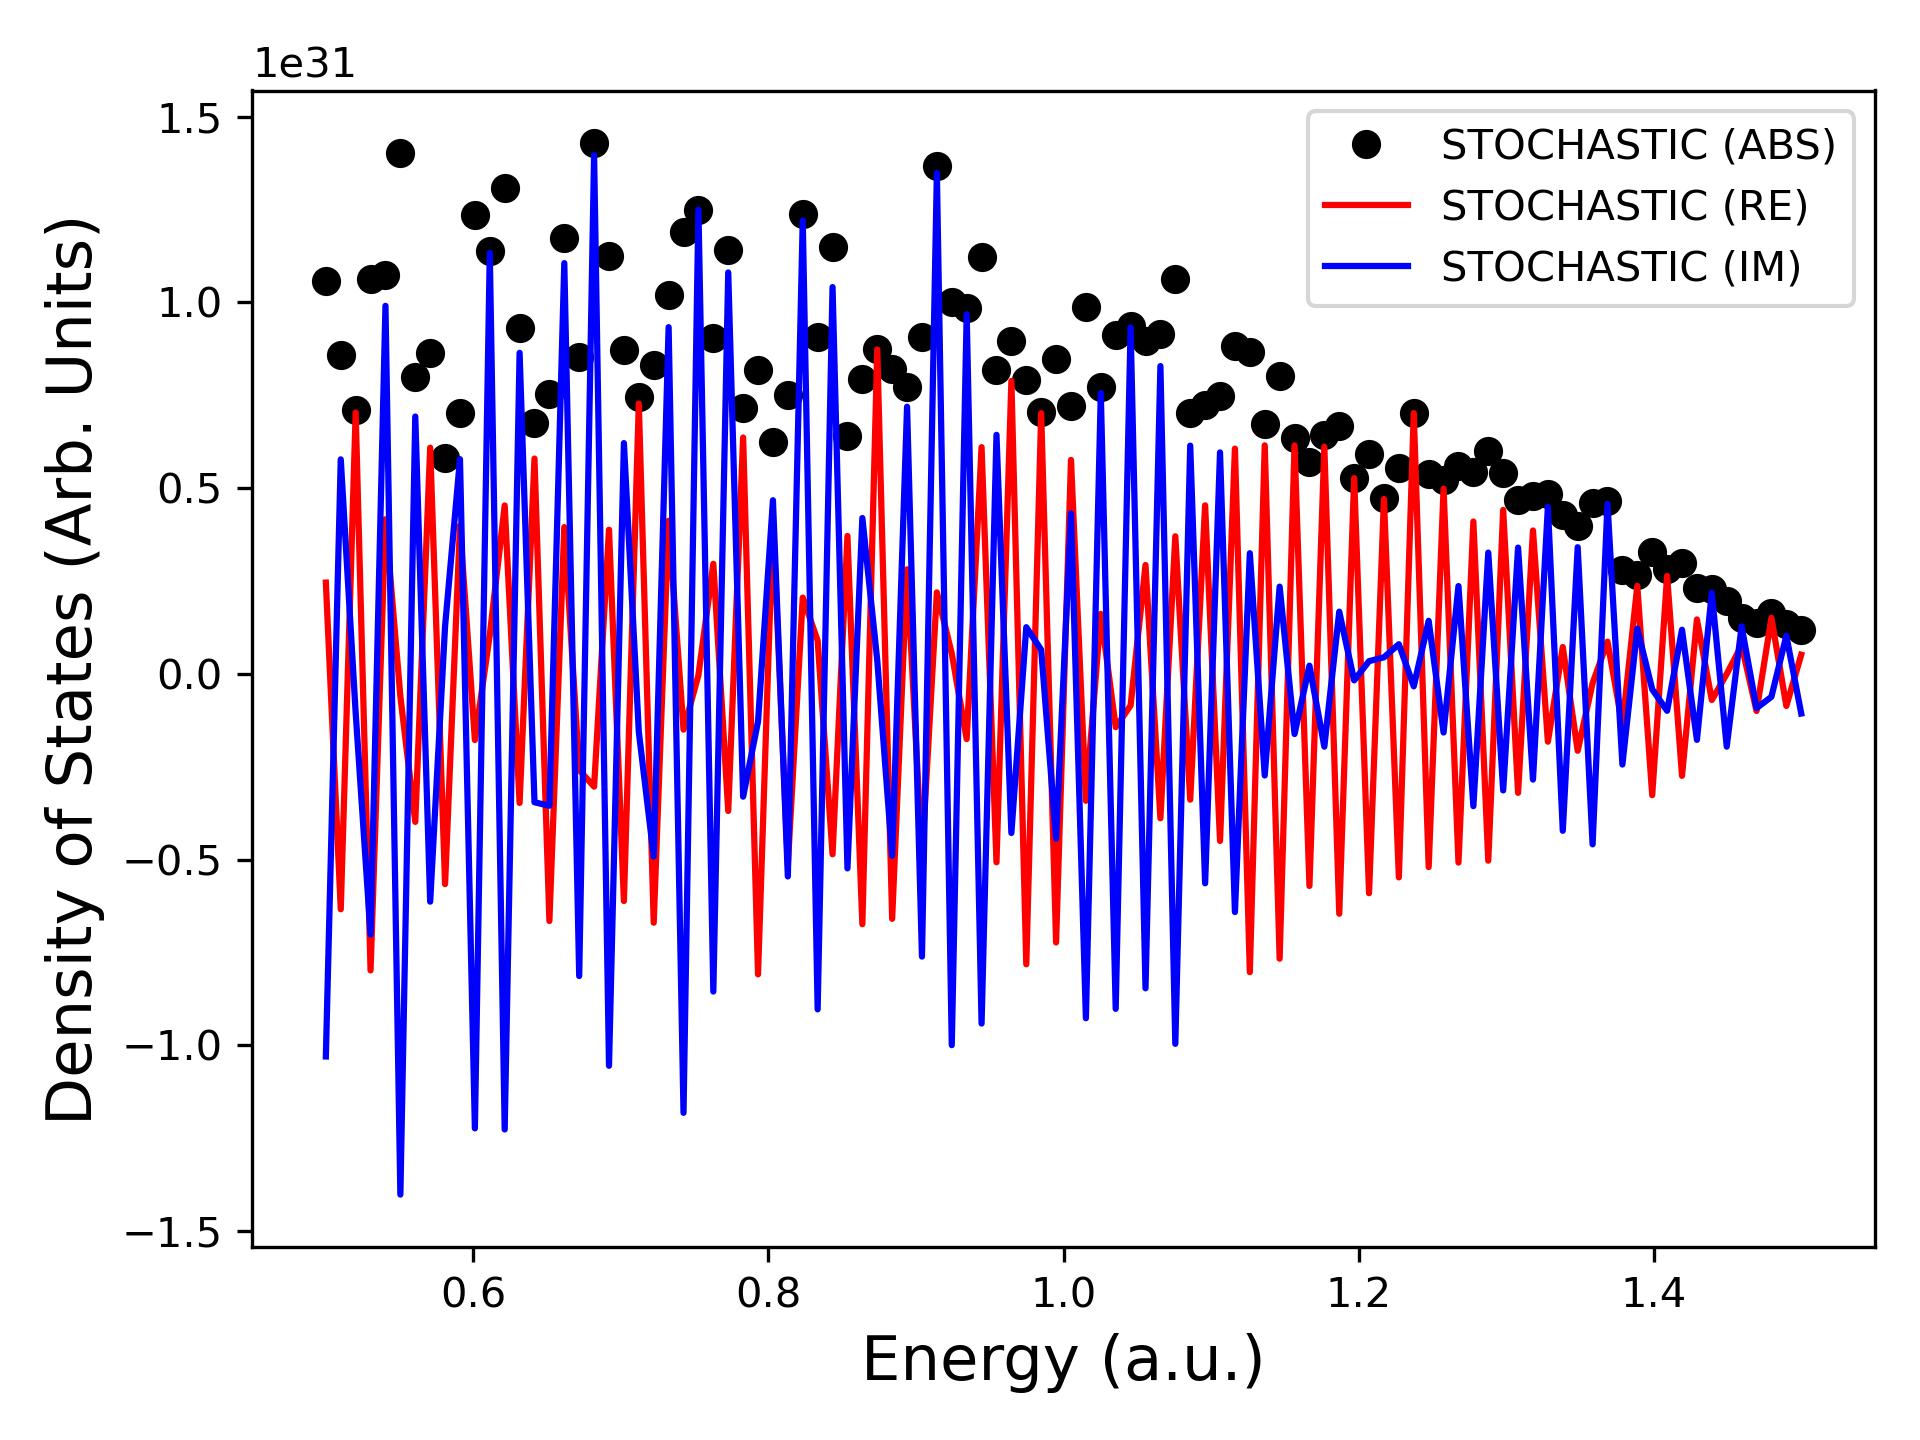 1e31
1.5
1.0
0.5
0.0
−0.5
−1.0
−1.5
Density of States (Arb. Units)
STOCHASTIC (ABS)
STOCHASTIC (RE)
STOCHASTIC (IM)
0.6 0.8 1.0 1.2 1.4
Energy (a.u.)